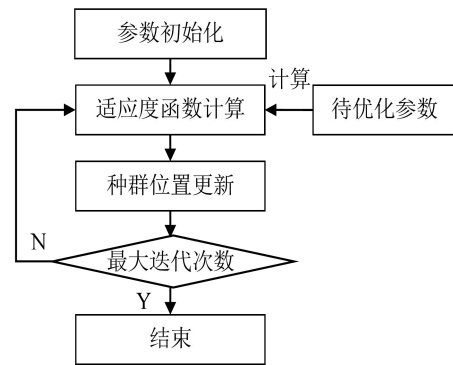 参数初始化
计算
适应度函数计算
待优化参数
种群位置更新
N
最大迭代次数
Y
结束